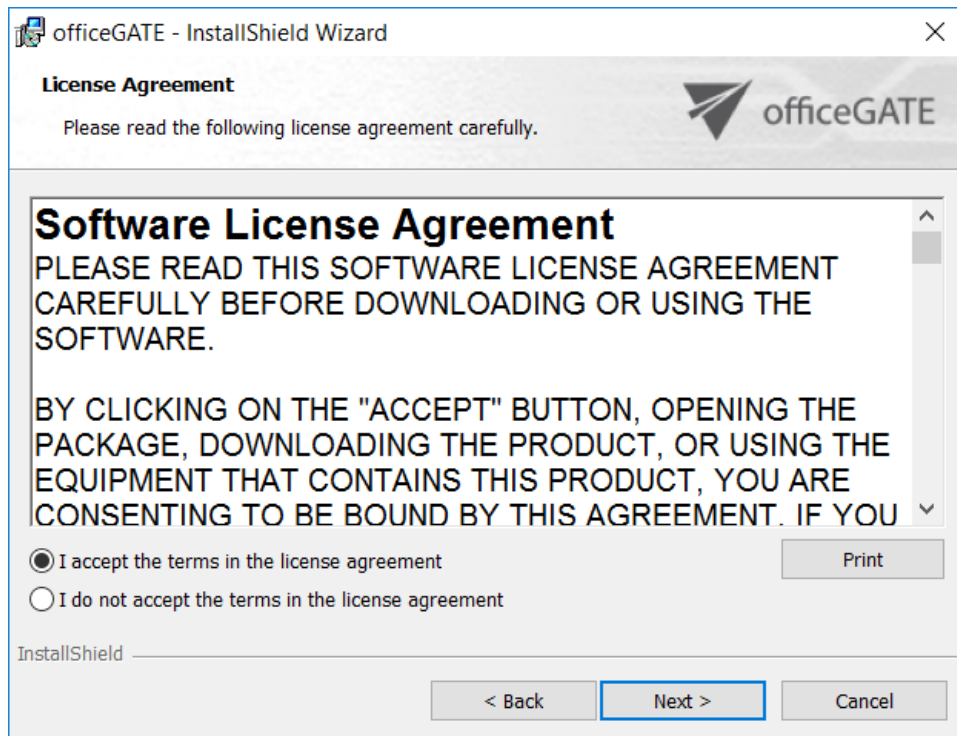 officeGATE - InstallShield Wizard
License Agreement
Please read the following license agreement carefully.
officeGATE
Software License Agreement
PLEASE READ THIS SOFTWARE LICENSE AGREEMENT
CAREFULLY BEFORE DOWNLOADING OR USING THE
SOFTWARE.
BY CLICKING ON THE "ACCEPT" BUTTON, OPENING THE
PACKAGE, DOWNLOADING THE PRODUCT, OR USING THE
EQUIPMENT THAT CONTAINS THIS PRODUCT, YOU ARE
CONSENTING TO BE BOUND BY THIS AGREEMENT. IF YOU
I accept the terms in the license agreement
Print
I do not accept the terms in the license agreement
InstallShield
< Back
Next >
Cancel